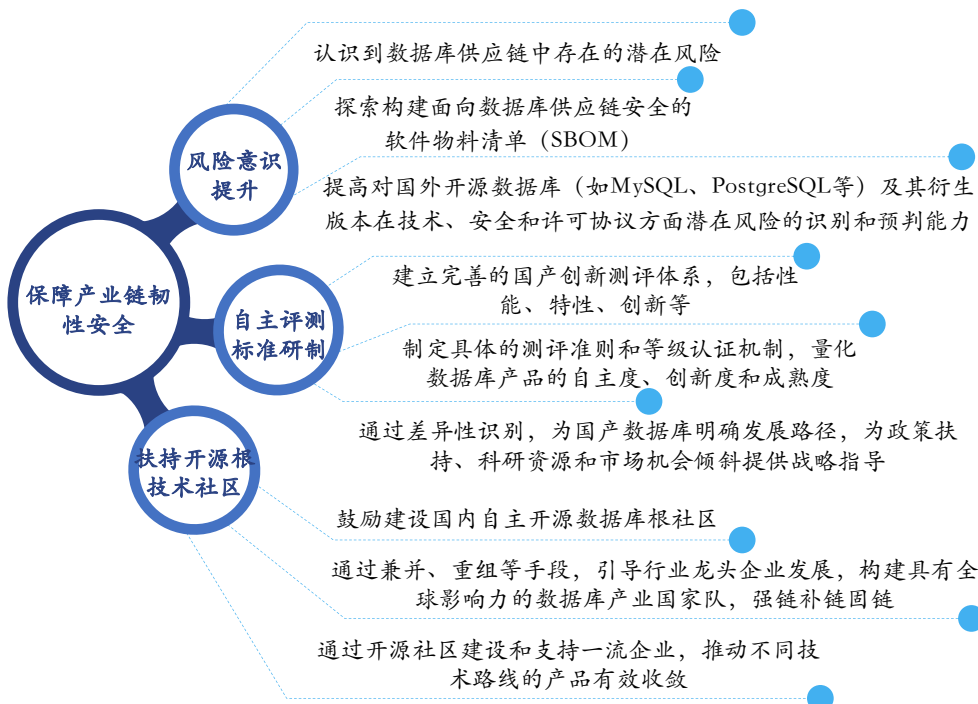 认识到数据库供应链中存在的潜在风险
探索构建面向数据库供应链安全的
软件物料清单（SBOM）
提高对国外开源数据库（如MySQL、PostgreSQL等）及其衍生
版本在技术、安全和许可协议方面潜在风险的识别和预判能力
风险意识
提升
保障产业链韧
性安全
自主评测
标准研制
建立完善的国产创新测评体系，包括性
能、特性、创新等
制定具体的测评准则和等级认证机制，量化
数据库产品的自主度、创新度和成熟度
通过差异性识别，为国产数据库明确发展路径，为政策扶
持、科研资源和市场机会倾斜提供战略指导
扶持开源根
技术社区
鼓励建设国内自主开源数据库根社区
通过兼并、重组等手段，引导行业龙头企业发展，构建具有全
球影响力的数据库产业国家队，强链补链固链
通过开源社区建设和支持一流企业，推动不同技
术路线的产品有效收敛